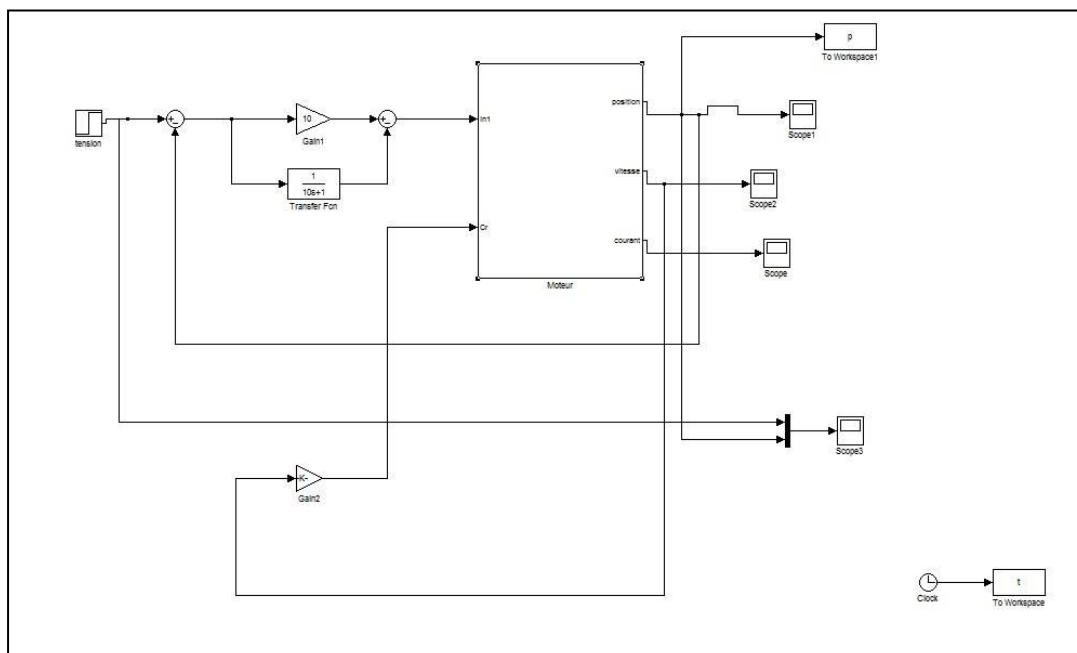 p
To Workspace1
position
Scope1
tension
10
Gain1
In1
1
10s+1
Transfer Fcn
vitesse
Scope2
Cr
courant
Scope
Moteur
Scope3
-K-
Gain2
Clock
t
To Workspace